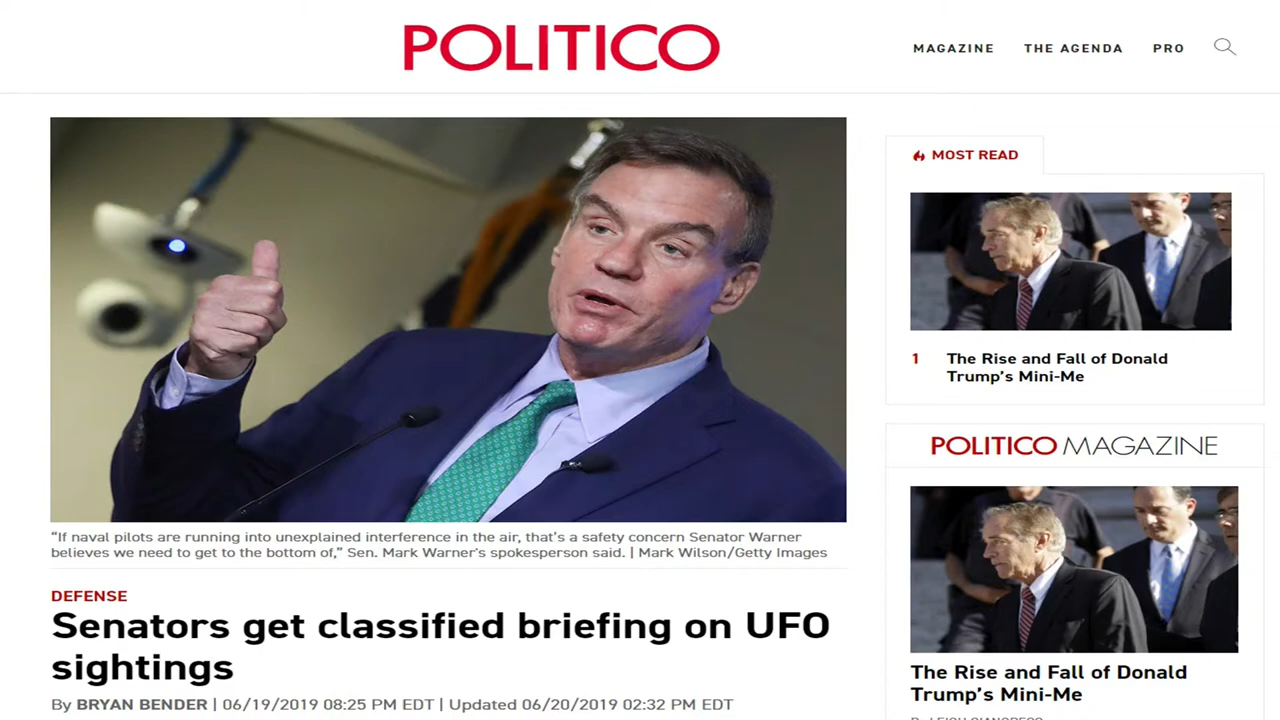 POLITICO
MAGAZINE THE AGENDA PRO
“If naval pilots are running into unexplained interference in the air, that’s a safety concern Senator Warner
believes we need to get to the bottom of,” Sen. Mark Warner’s spokesperson said. | Mark Wilson/Getty Images
DEFENSE
Senators get classified briefing on UFO
sightings
By BRYAN BENDER | 06/19/2019 08:25 PM EDT | Updated 06/20/2019 02:32 PM EDT
MOST READ
1 The Rise and Fall of Donald
Trump’s Mini-Me
POLITICO MAGAZINE
The Rise and Fall of Donald
Trump’s Mini-Me